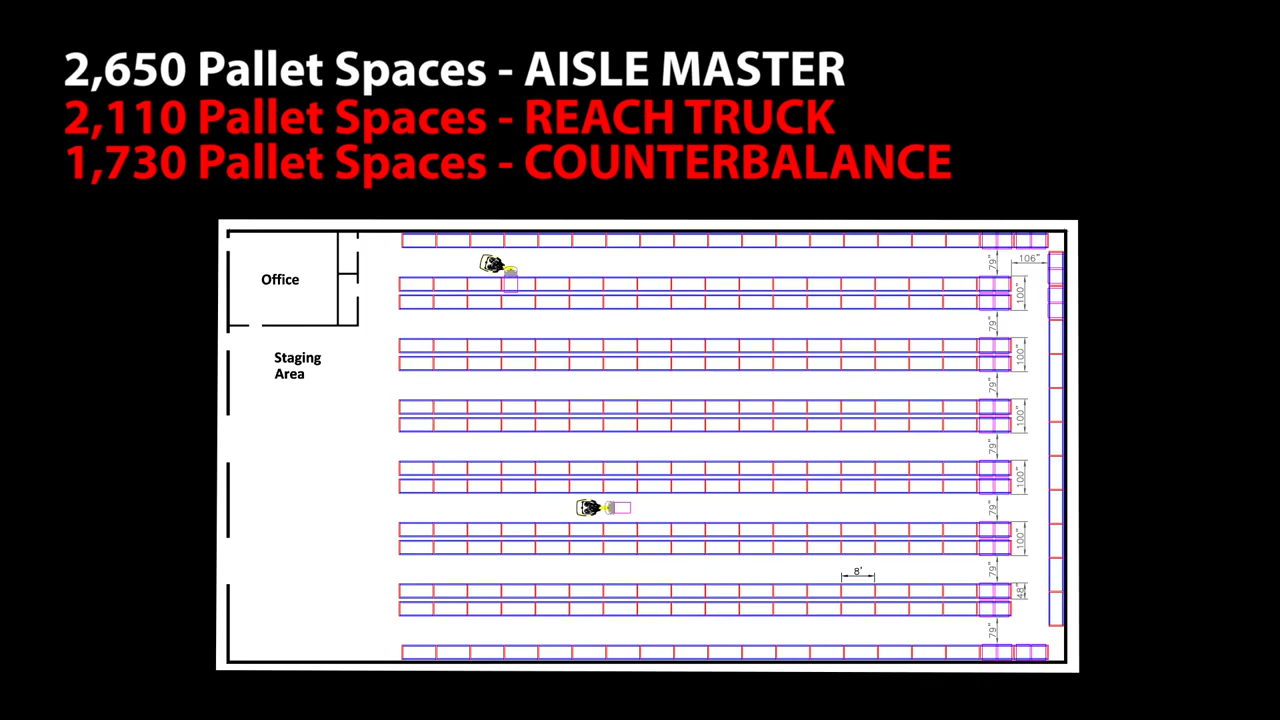 2,650 Pallet Spaces - AISLE MASTER
2,110 Pallet Spaces - REACH TRUCK
1,730 Pallet Spaces - COUNTERBALANCE
Office
79"
106"
100"
79"
Staging
Area
100"
79"
100"
79"
100"
79"
100"
8'
79"
48"
79"